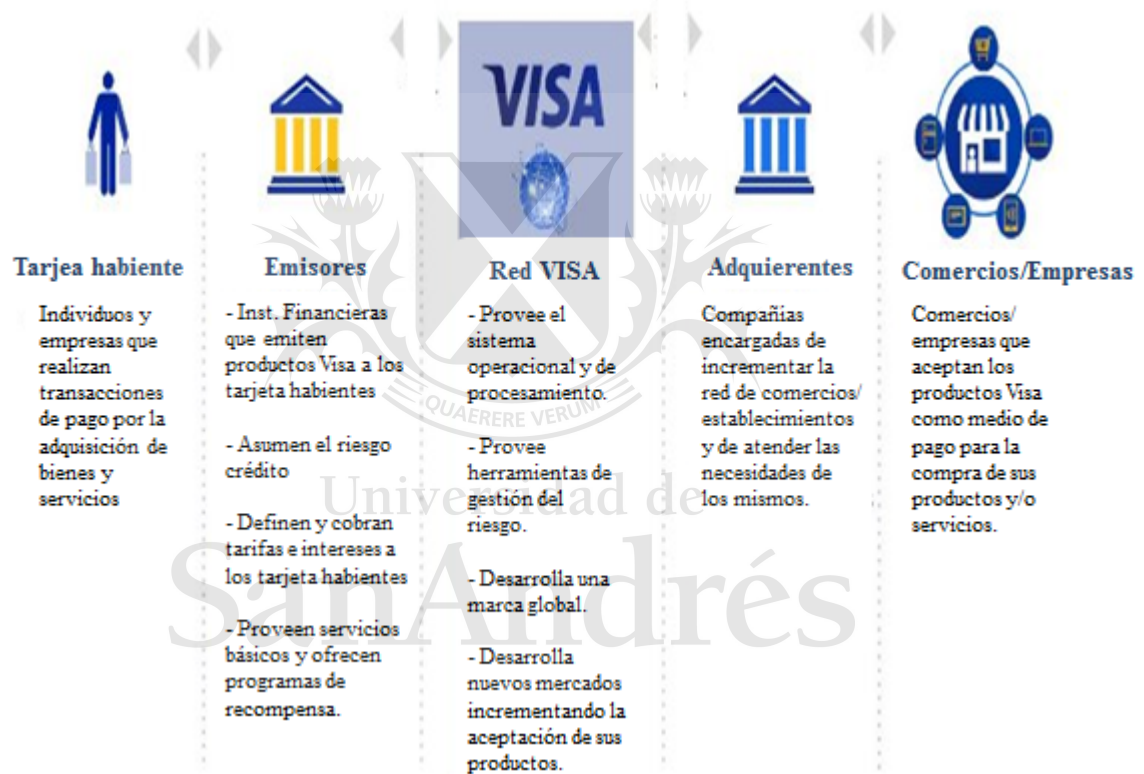 VISA
Tarjea habiente
Individuos y
empresas que
realizan
transacciones
de pago por la
adquisición de
bienes y
servicios
Emisores
- Inst. Financieras
que emiten
productos Visa a los
tarjeta habientes
- Asumen el riesgo
crédito
- Definen y cobran
tarifas e intereses a
los tarjeta habientes
- Proveen servicios
básicos y ofrecen
programas de
recompensa.
Red VISA
- Provee el
sistema
operacional y de
procesamiento.
- Provee
herramientas de
gestión del
riesgo.
- Desarrolla una
marca global.
- Desarrolla
nuevos mercados
incrementando la
aceptación de sus
productos.
Adquierentes
Compañias
encargadas de
incrementar la
red de comercios/
establecimientos
y de atender las
necesidades de
los mismos.
Comercios/Empresas
Comercios/
empresas que
aceptan los
productos Visa
como medio de
pago para la
compra de sus
productos y/o
servicios.
QUAERERE VERUM
Universidad de
SanAndrés